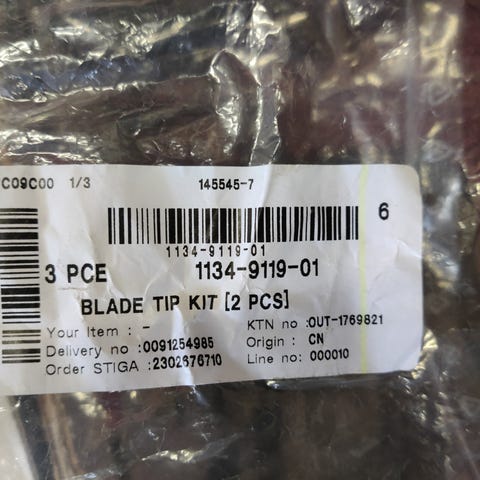 C09C00 1/3 145545-7
6
1134-9119-01
3 PCE 1134-9119-01
BLADE TIP KIT [2 PCS]
Your Item : - KTN no :OUT-1769821
Delivery no :0091254985 Origin : CN
Order STIGA :2302676710 Line no: 000010